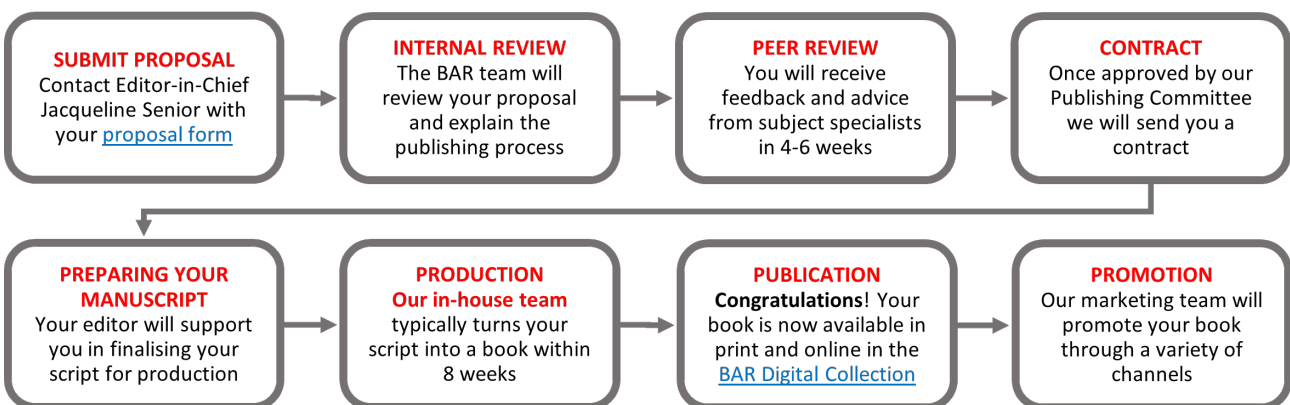 SUBMIT PROPOSAL
Contact Editor-in-Chief
Jacqueline Senior with
your proposal form
INTERNAL REVIEW
The BAR team will
review your proposal
and explain the
publishing process
PEER REVIEW
You will receive
feedback and advice
from subject specialists
in 4-6 weeks
CONTRACT
Once approved by our
Publishing Committee
we will send you a
contract
PREPARING YOUR
MANUSCRIPT
Your editor will support
you in finalising your
script for production
PRODUCTION
Our in-house team
typically turns your
script into a book within
8 weeks
PUBLICATION
Congratulations! Your
book is now available in
print and online in the
BAR Digital Collection
PROMOTION
Our marketing team will
promote your book
through a variety of
channels